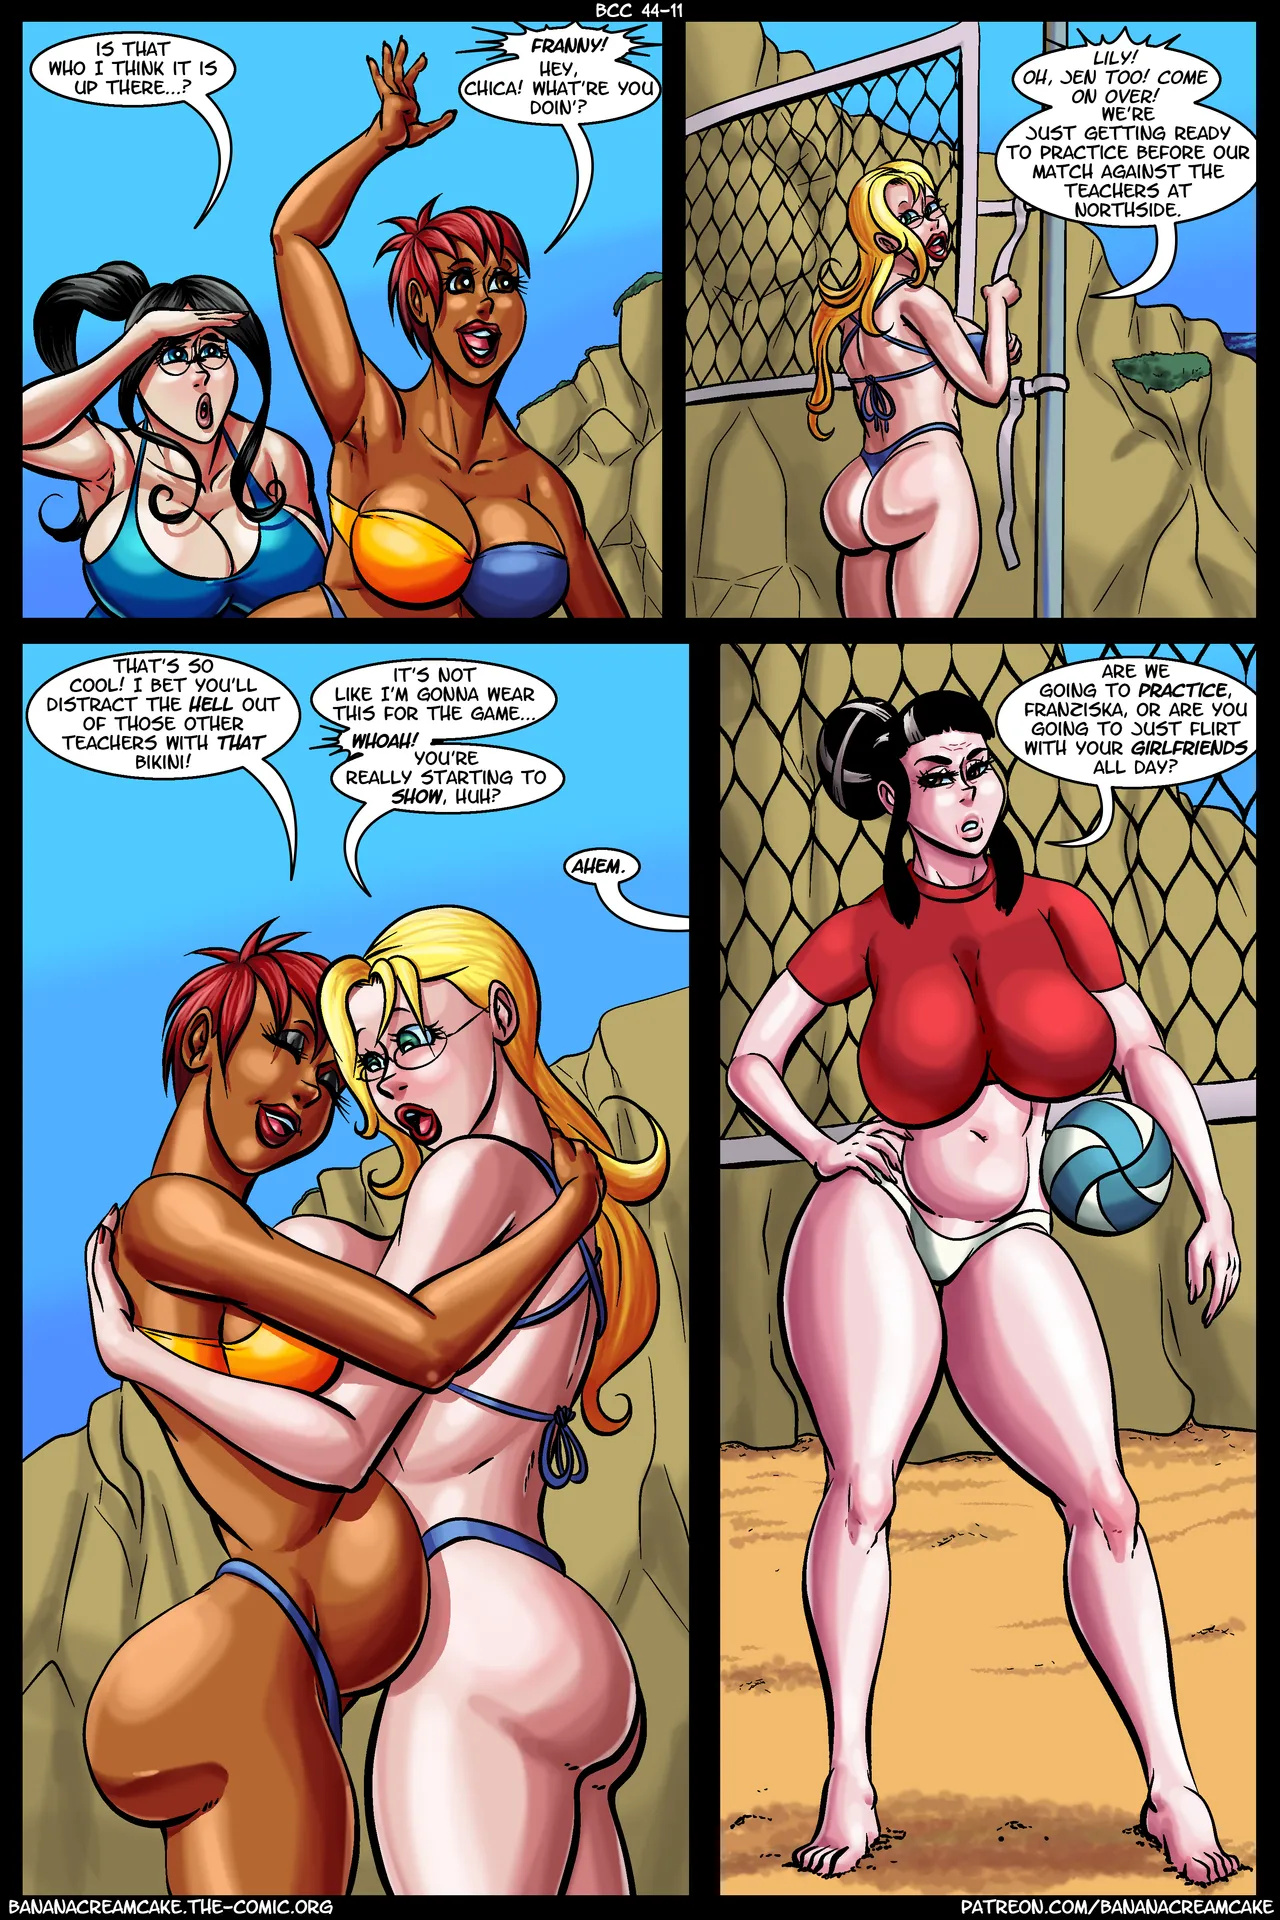 BCC 44-11
IS THAT
WHO I THINK IT IS
UP THERE...?
FRANNY!
HEY,
CHICA! WHAT'RE YOU
DOIN'?
LILY!
OH, JEN TOO! COME
ON OVER!
WE'RE
JUST GETTING READY
TO PRACTICE BEFORE OUR
MATCH AGAINST THE
TEACHERS AT
NORTHSIDE.
THAT'S SO
COOL! I BET YOU'LL
DISTRACT THE HELL OUT
OF THOSE OTHER
TEACHERS WITH THAT
BIKINI!
IT'S NOT
LIKE I'M GONNA WEAR
THIS FOR THE GAME...
WHOAH!
YOU'RE
REALLY STARTING TO
SHOW, HUH?
AHEM.
ARE WE
GOING TO PRACTICE,
FRANZISKA, OR ARE YOU
GOING TO JUST FLIRT
WITH YOUR GIRLFRIENDS
ALL DAY?
BANANACREAMCAKE.THE-COMIC.ORG
PATREON.COM/BANANACREAMCAKE